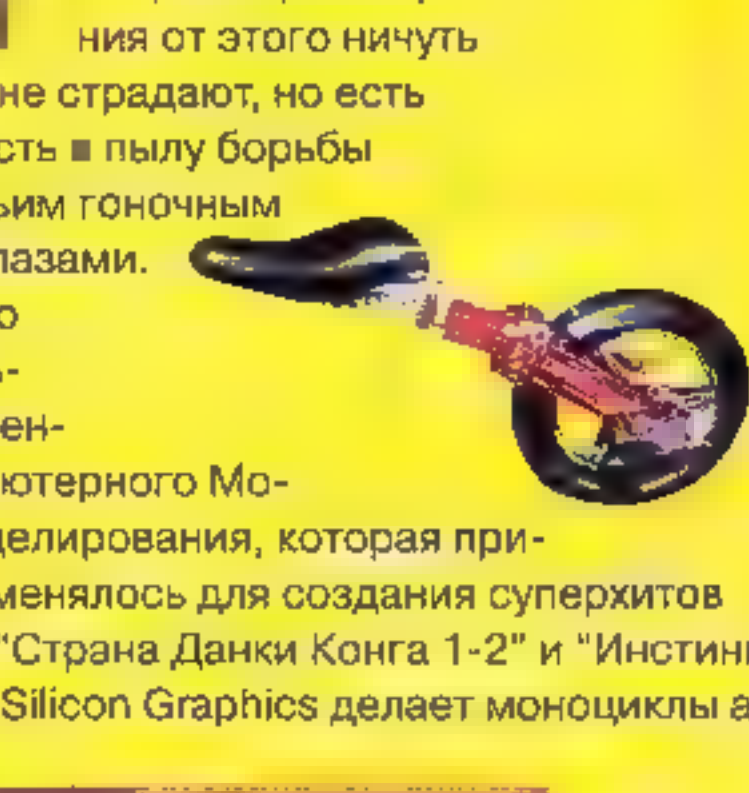 ния от этого ничуть
не страдают, но есть
сть в пылу борьбы
ьим гоночным
лазами.
о
-
ен-
ютерного Мо-
делирования, которая при-
менялось для создания суперхитов
"Страна Данки Конга 1-2" и "Инстин
Silicon Graphics делает моноциклы а